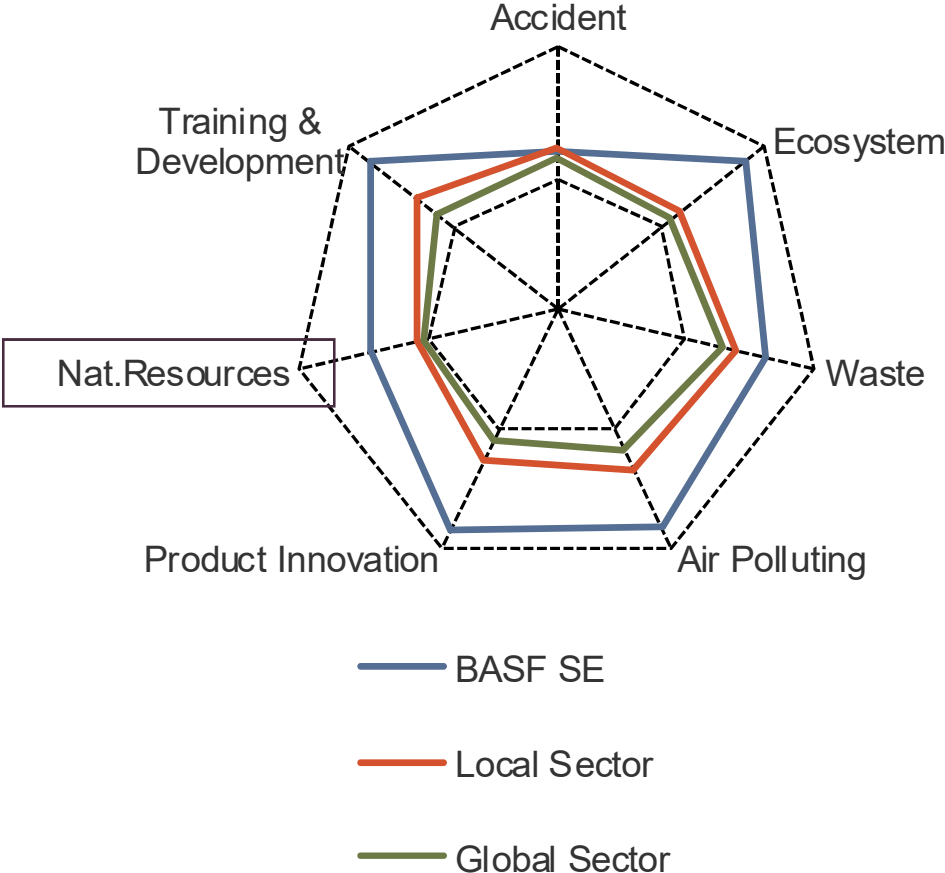 Accident
Training &
Development
Ecosystem
Nat.Resources
Waste
Product Innovation
Air Polluting
BASF SE
Local Sector
Global Sector